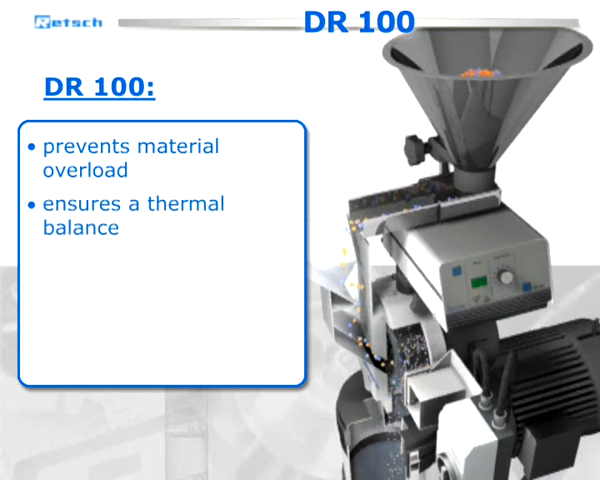 Retsch
DR 100
DR 100:
• prevents material
overload
• ensures a thermal
balance